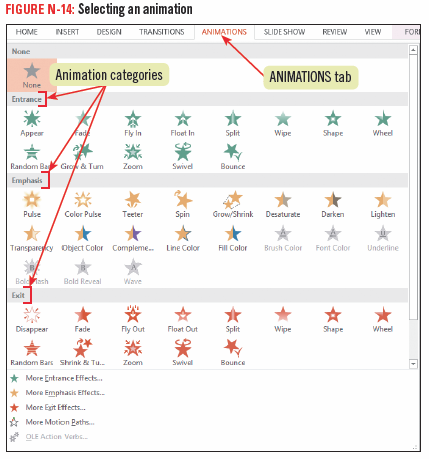 FIGURE N-14: Selecting an animation
HOME INSERT DESIGN TRANSITIONS ANIMATIONS SLIDE SHOW REVIEW VIEW FOR
None
Animation categories
ANIMATIONS tab
None
Entrance
Appear Fade Fly In Float In Split Wipe Shape Wheel
Random Bars Grow & Turn Zoom Swivel Bounce
Emphasis
Pulse Color Pulse Teeter Spin Grow/Shrink Desaturate Darken Lighten
Transparency Object Color Compleme... Line Color Fill Color Brush Color Font Color Underline
Bold Flash Bold Reveal Wave
Exit
Disappear Fade Fly Out Float Out Split Wipe Shape Wheel
Random Bars Shrink & Tu... Zoom Swivel Bounce
More Entrance Effects...
More Emphasis Effects...
More Exit Effects...
More Motion Paths...
OLE Action Verbs...